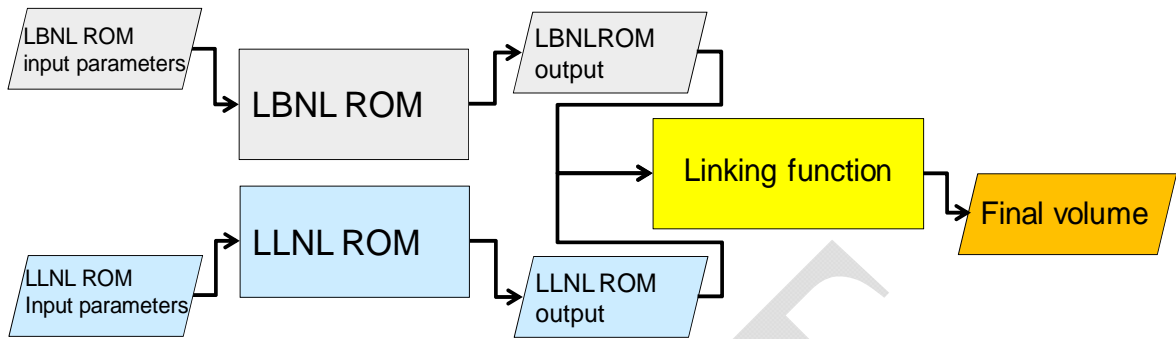 LBNL ROM
input parameters
LBNL ROM
LBNLROM
output
Linking function
Final volume
LLNL ROM
Input parameters
LLNL ROM
LLNL ROM
output